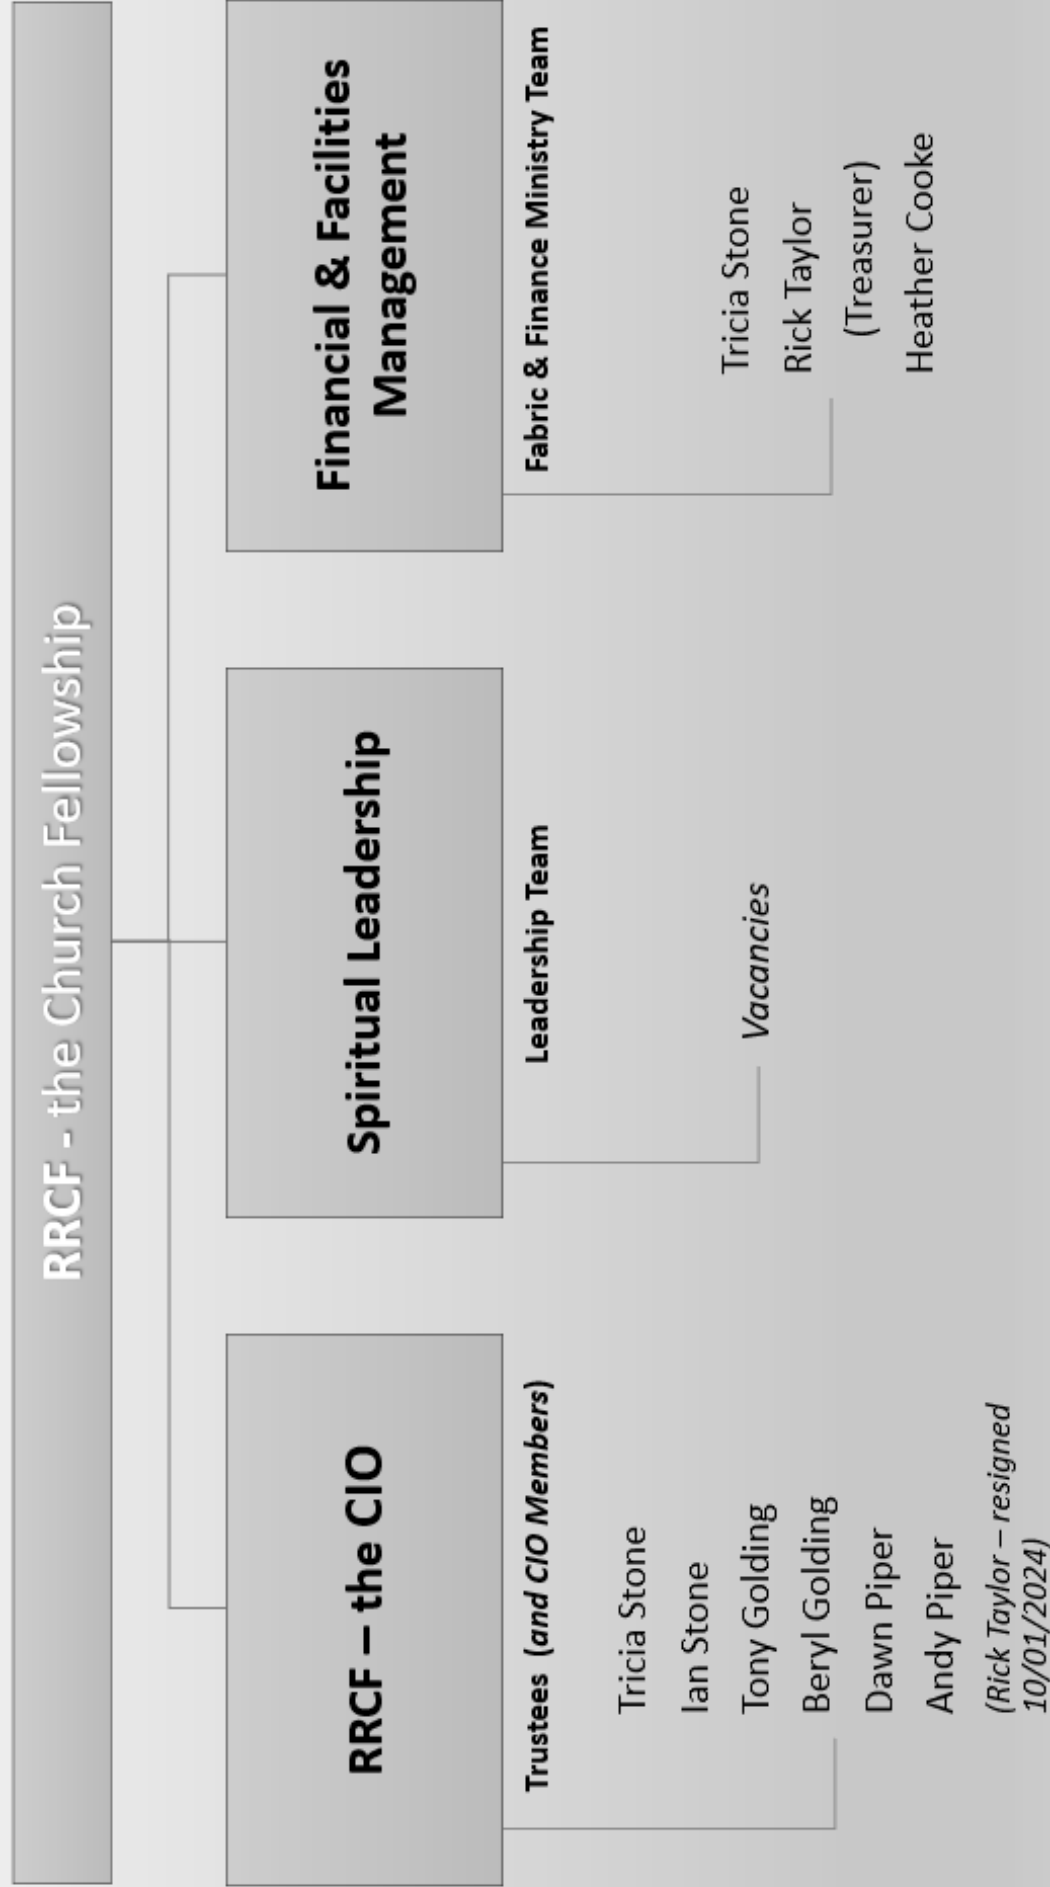 RRCF - the Church Fellowship
RRCF – the CIO
Trustees (and CIO Members)
Tricia Stone
Ian Stone
Tony Golding
Beryl Golding
Dawn Piper
Andy Piper
(Rick Taylor – resigned
10/01/2024)
Spiritual Leadership
Leadership Team
Vacancies
Financial & Facilities
Management
Fabric & Finance Ministry Team
Tricia Stone
Rick Taylor
(Treasurer)
Heather Cooke